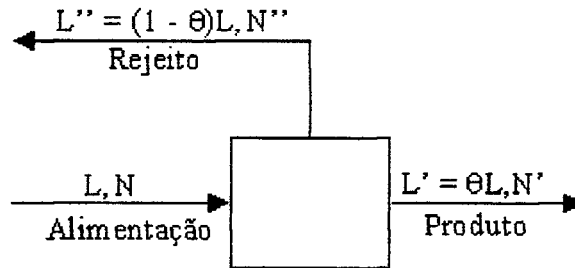 L’’ = (1 - θ)L, N’’
Rejeito
L, N
Alimentação
L’ = θL, N’
Produto